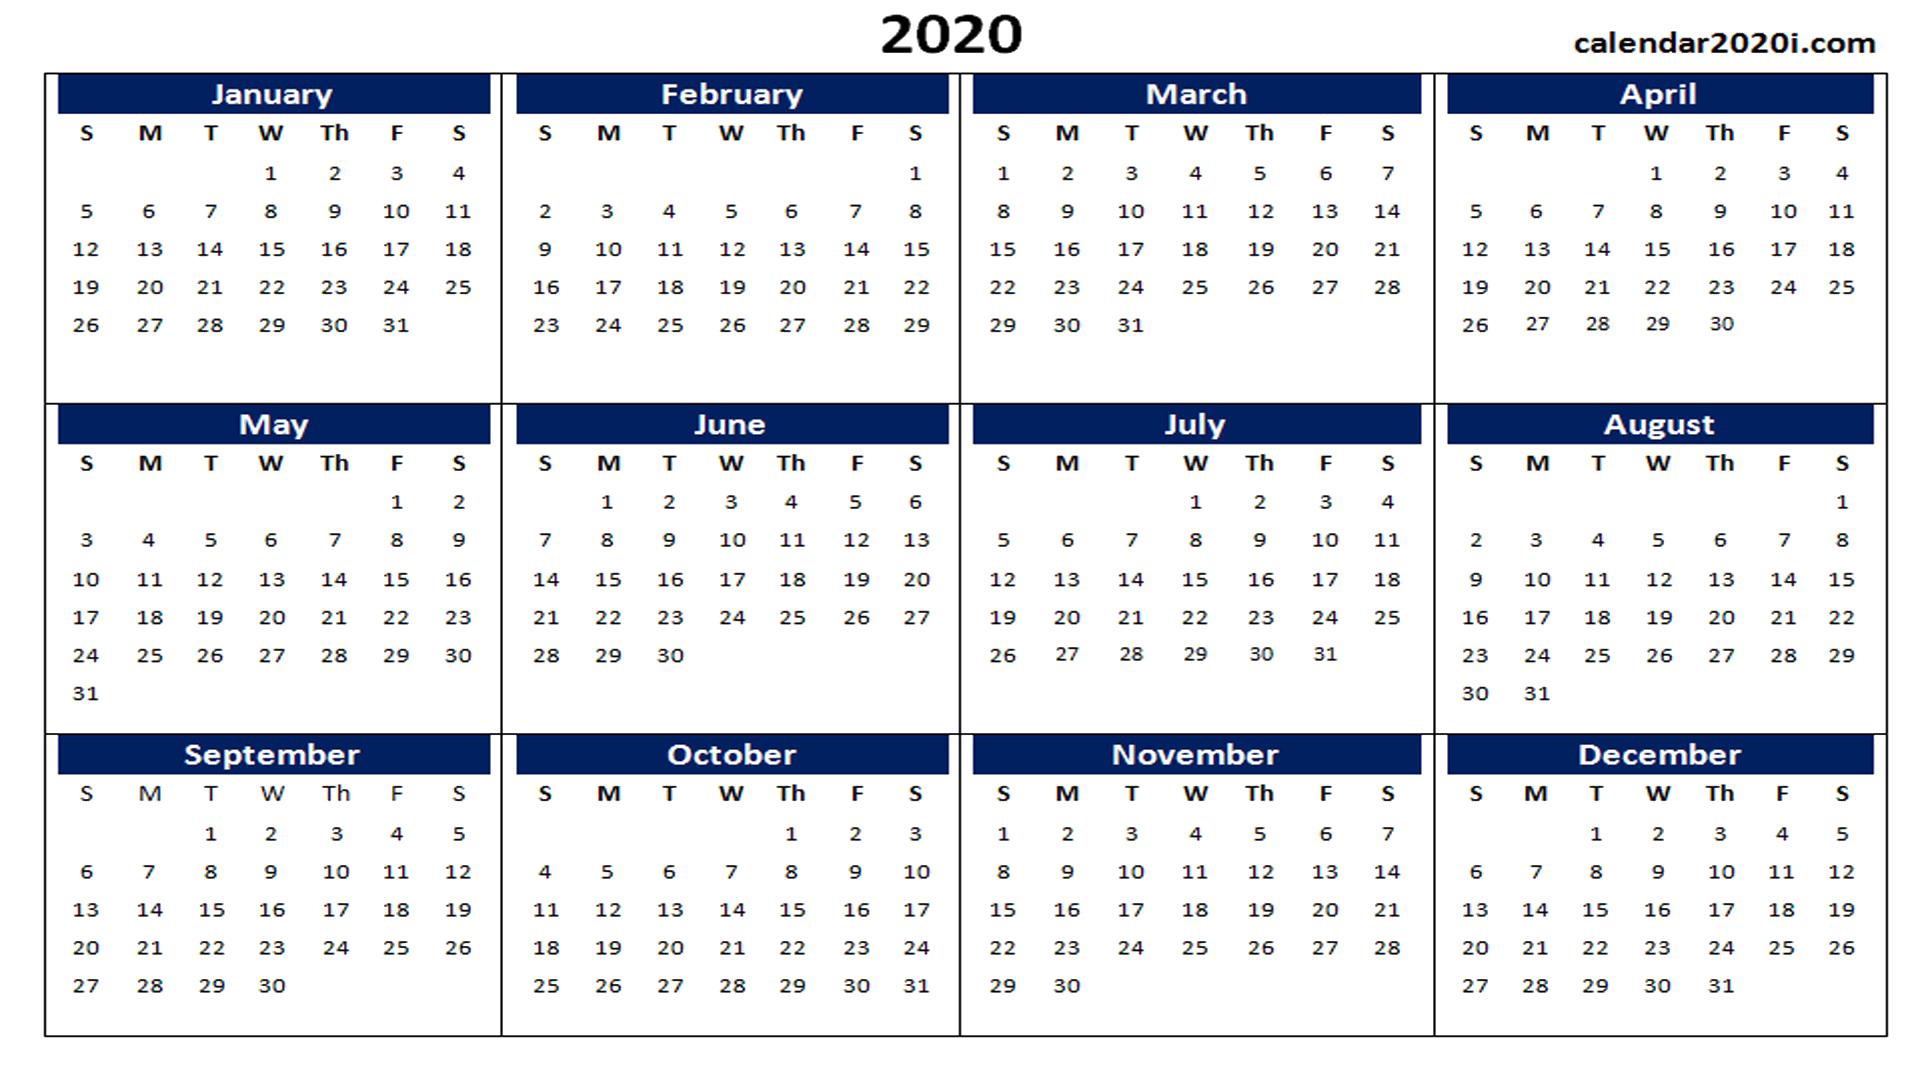 2020
calendar2020i.com
January February March April
S M T W Th F S S M T W Th F S S M T W Th F S S M T W Th F S
1 2 3 4 1 1 2 3 4 5 6 7 1 2 3 4
5 6 7 8 9 10 11 2 3 4 5 6 7 8 8 9 10 11 12 13 14 5 6 7 8 9 10 11
12 13 14 15 16 17 18 9 10 11 12 13 14 15 15 16 17 18 19 20 21 12 13 14 15 16 17 18
19 20 21 22 23 24 25 16 17 18 19 20 21 22 22 23 24 25 26 27 28 19 20 21 22 23 24 25
26 27 28 29 30 31 23 24 25 26 27 28 29 29 30 31 26 27 28 29 30
May June July August
S M T W Th F S S M T W Th F S S M T W Th F S S M T W Th F S
1 2 1 2 3 4 5 6 1 2 3 4 1
3 4 5 6 7 8 9 7 8 9 10 11 12 13 5 6 7 8 9 10 11 2 3 4 5 6 7 8
10 11 12 13 14 15 16 14 15 16 17 18 19 20 12 13 14 15 16 17 18 9 10 11 12 13 14 15
17 18 19 20 21 22 23 21 22 23 24 25 26 27 19 20 21 22 23 24 25 16 17 18 19 20 21 22
24 25 26 27 28 29 30 28 29 30 26 27 28 29 30 31 23 24 25 26 27 28 29
31 30 31
September October November December
S M T W Th F S S M T W Th F S S M T W Th F S S M T W Th F S
1 2 3 4 5 1 2 3 1 2 3 4 5 6 7 1 2 3 4 5
6 7 8 9 10 11 12 4 5 6 7 8 9 10 8 9 10 11 12 13 14 6 7 8 9 10 11 12
13 14 15 16 17 18 19 11 12 13 14 15 16 17 15 16 17 18 19 20 21 13 14 15 16 17 18 19
20 21 22 23 24 25 26 18 19 20 21 22 23 24 22 23 24 25 26 27 28 20 21 22 23 24 25 26
27 28 29 30 25 26 27 28 29 30 31 29 30 27 28 29 30 31